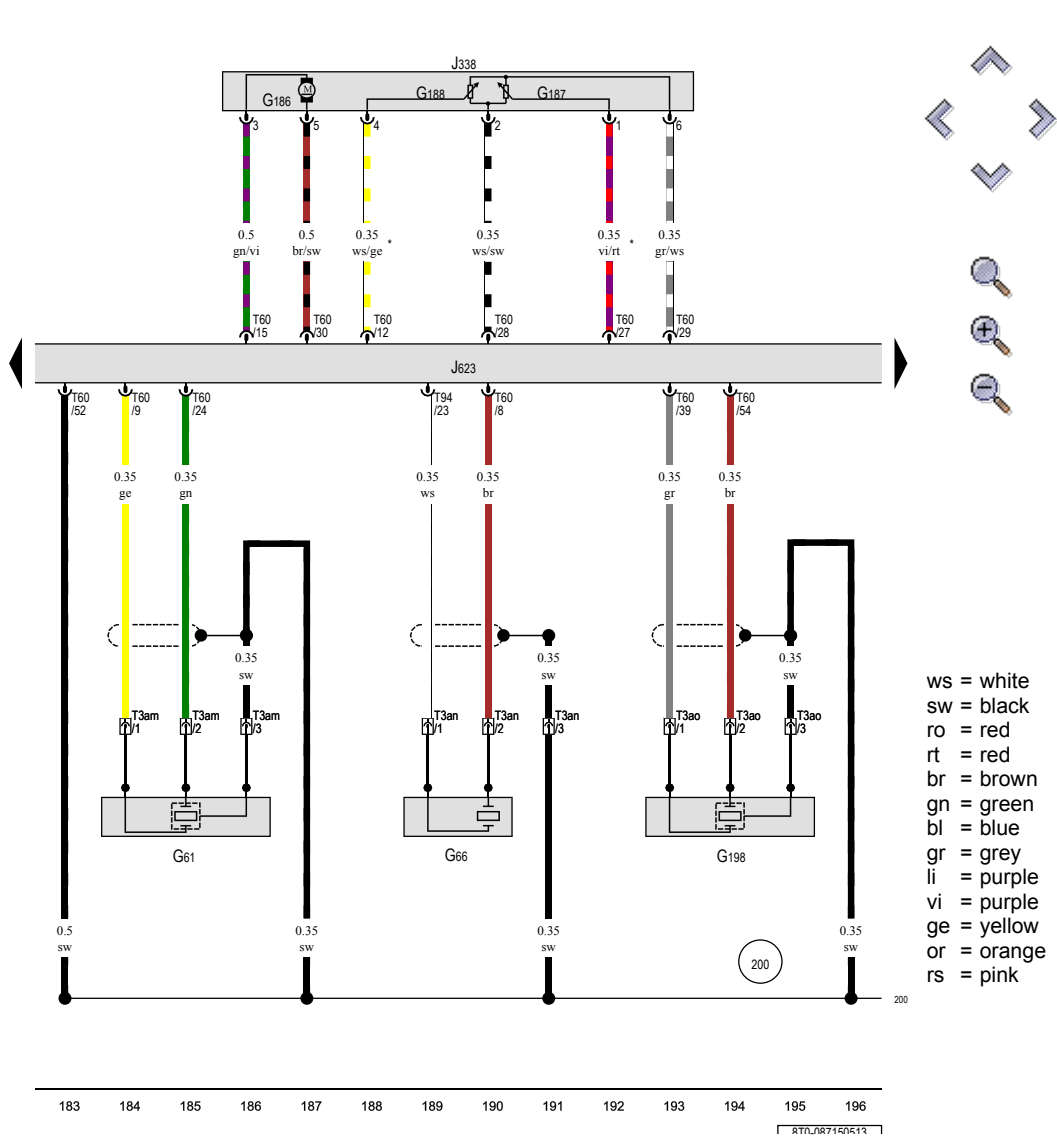 J338
G186 M G188 G187
3 5 4 2 1 6
0.5 0.5 0.35 0.35 0.35 0.35
gn/vi br/sw ws/ge * ws/sw vi/rt * gr/ws
T60 T60 T60 T60 T60 T60
/15 /30 /12 /28 /27 /29
J623
T60 T60 T60 T94 T60 T60 T60
/52 /9 /24 /23 /8 /39 /54
0.35 0.35 0.35 0.35 0.35 0.35
ge gn ws br gr br
0.35 0.35 0.35
sw sw sw
T3am T3am T3am T3an T3an T3an T3ao T3ao T3ao
/1 /2 /3 /1 /2 /3 /1 /2 /3
G61 G66 G198
0.5 0.35 0.35 0.35
sw sw sw sw
200
200
183 184 185 186 187 188 189 190 191 192 193 194 195 196
8T0-087150513
ws = white
sw = black
ro = red
rt = red
br = brown
gn = green
bl = blue
gr = grey
li = purple
vi = purple
ge = yellow
or = orange
rs = pink